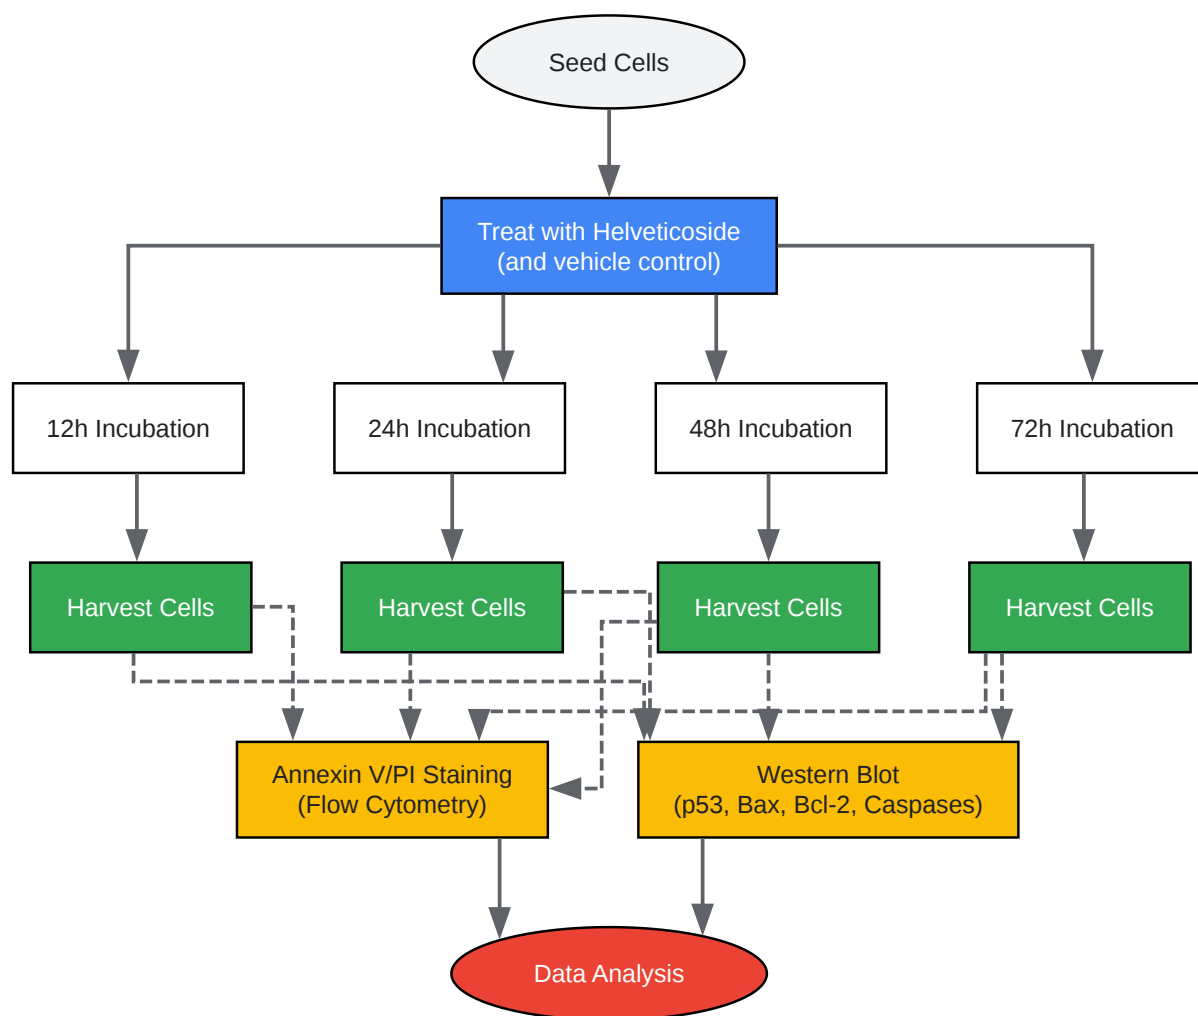 Seed Cells
Treat with Helveticoside
(and vehicle control)
12h Incubation
24h Incubation
48h Incubation
72h Incubation
Harvest Cells
Harvest Cells
Harvest Cells
Harvest Cells
Annexin V/PI Staining
(Flow Cytometry)
Western Blot
(p53, Bax, Bcl-2, Caspases)
Data Analysis